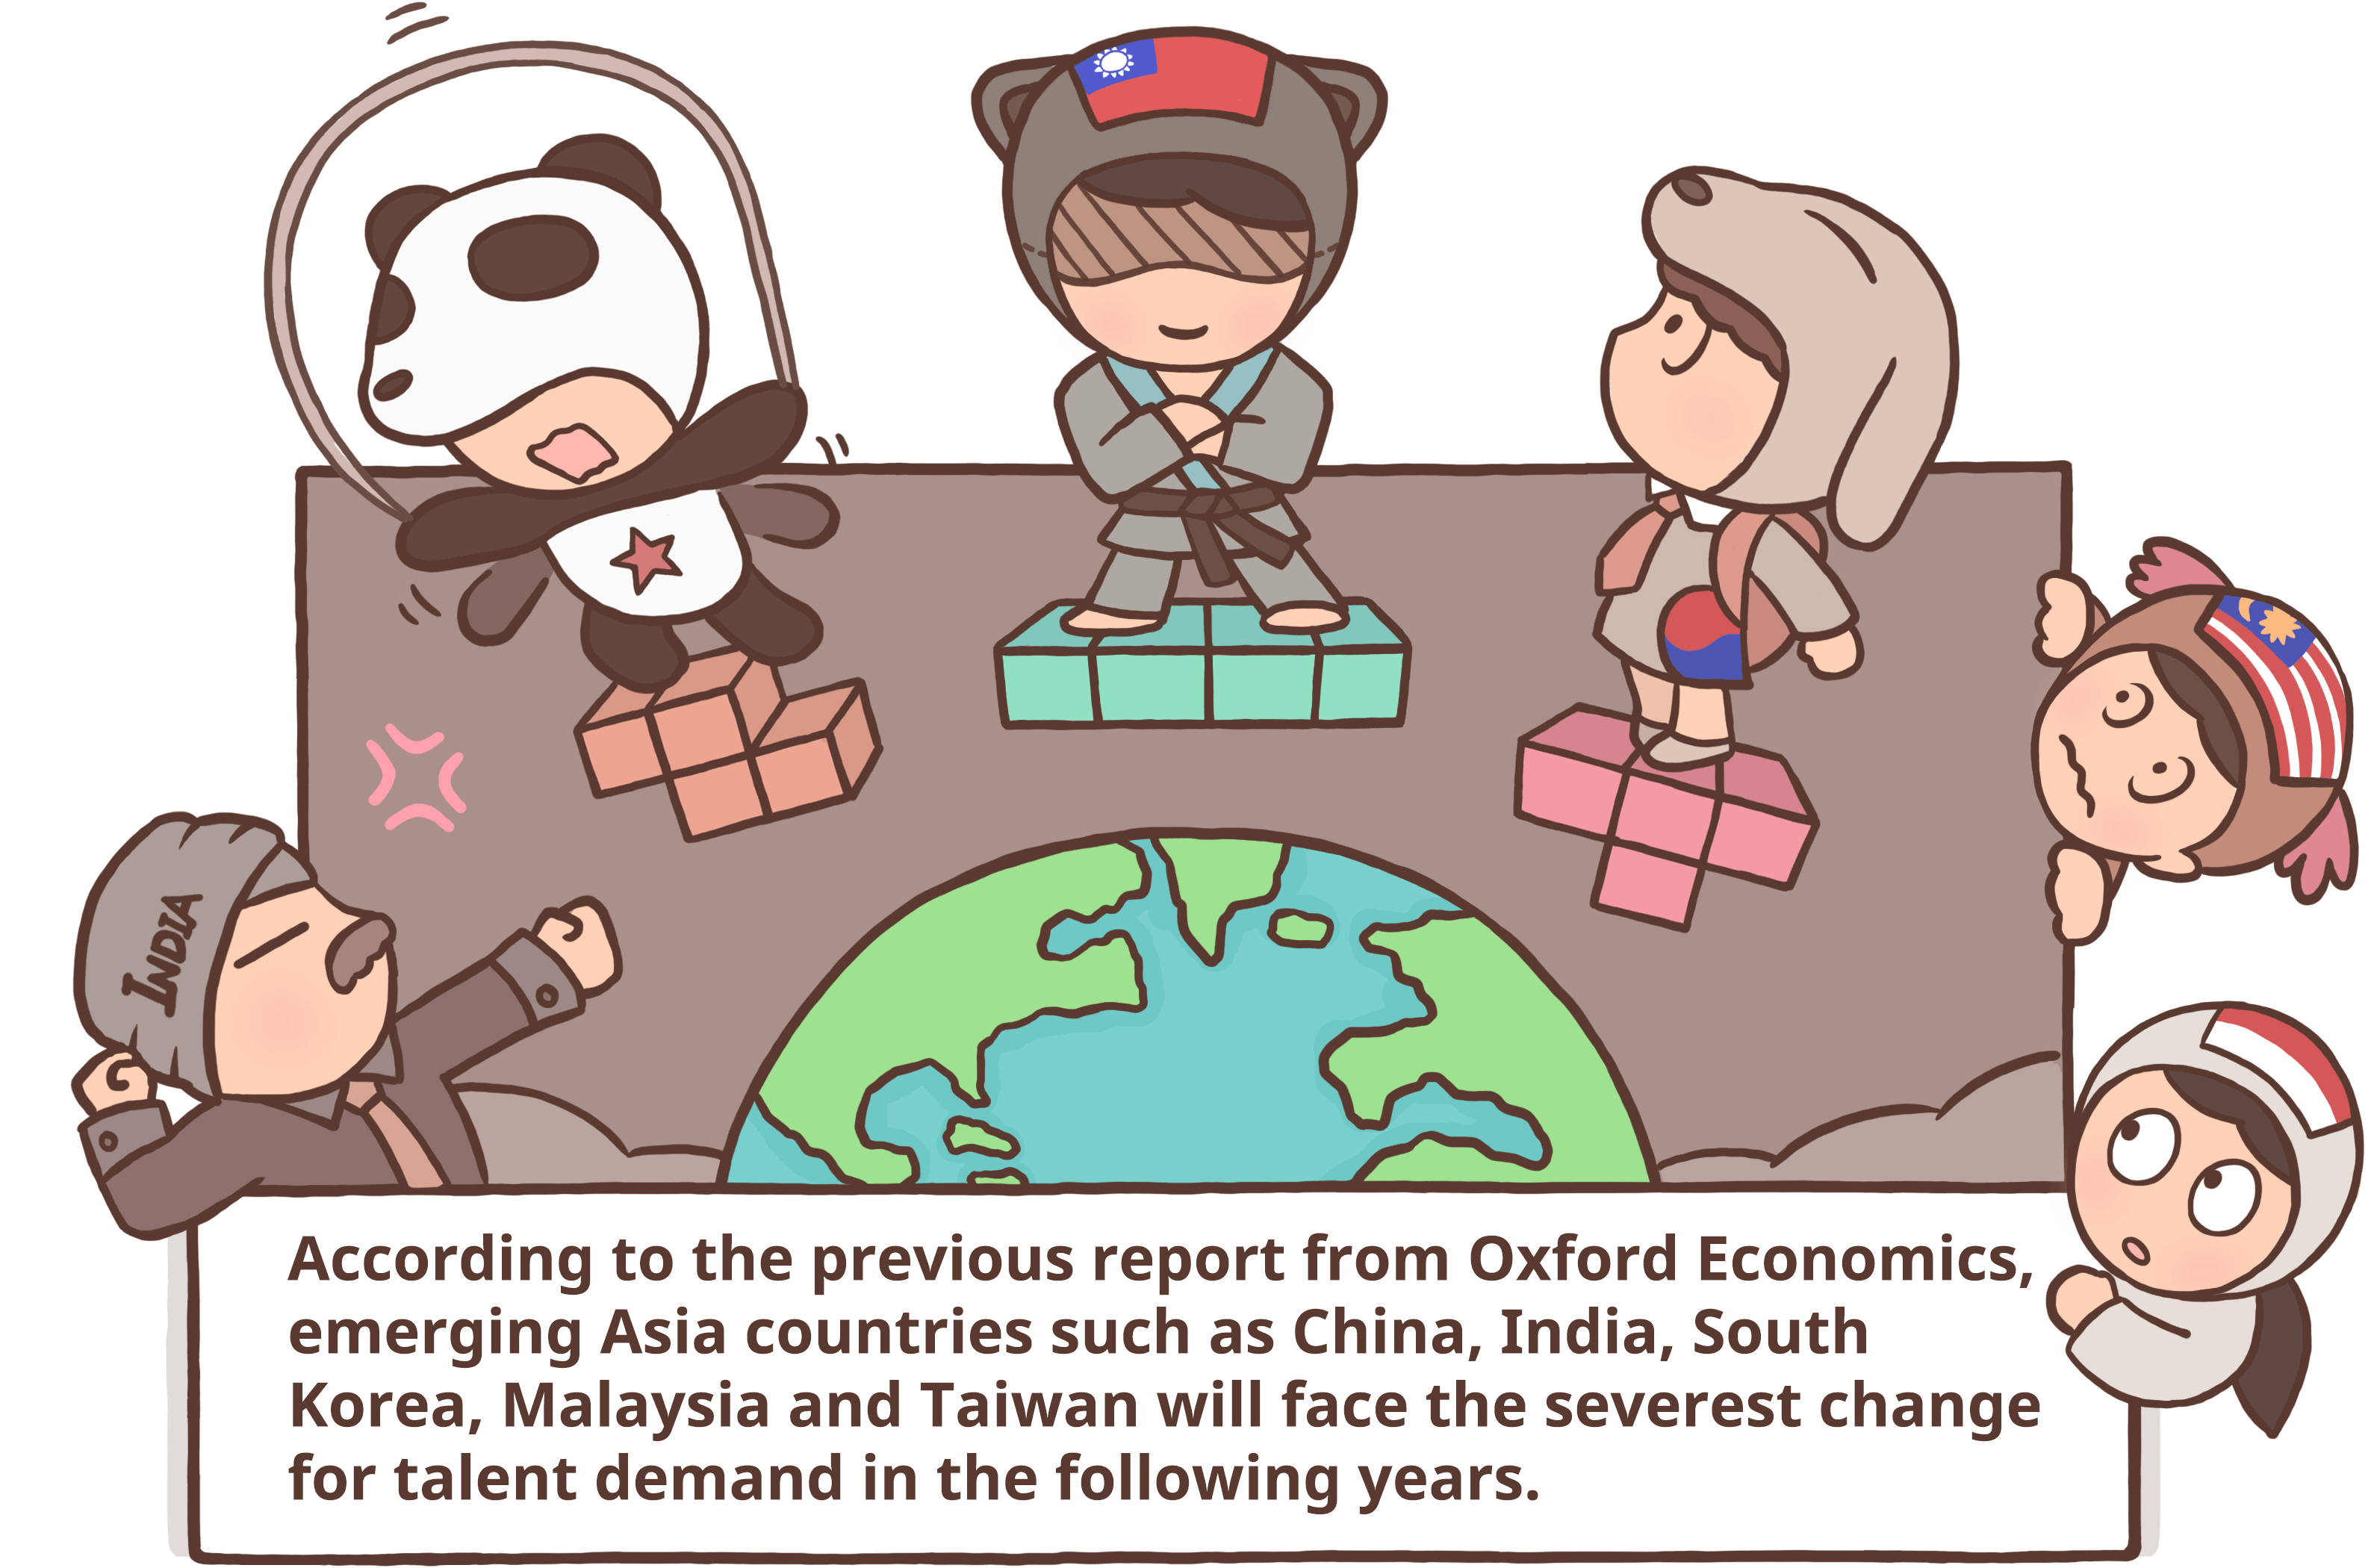 INDIA
According to the previous report from Oxford Economics,
emerging Asia countries such as China, India, South
Korea, Malaysia and Taiwan will face the severest change
for talent demand in the following years.